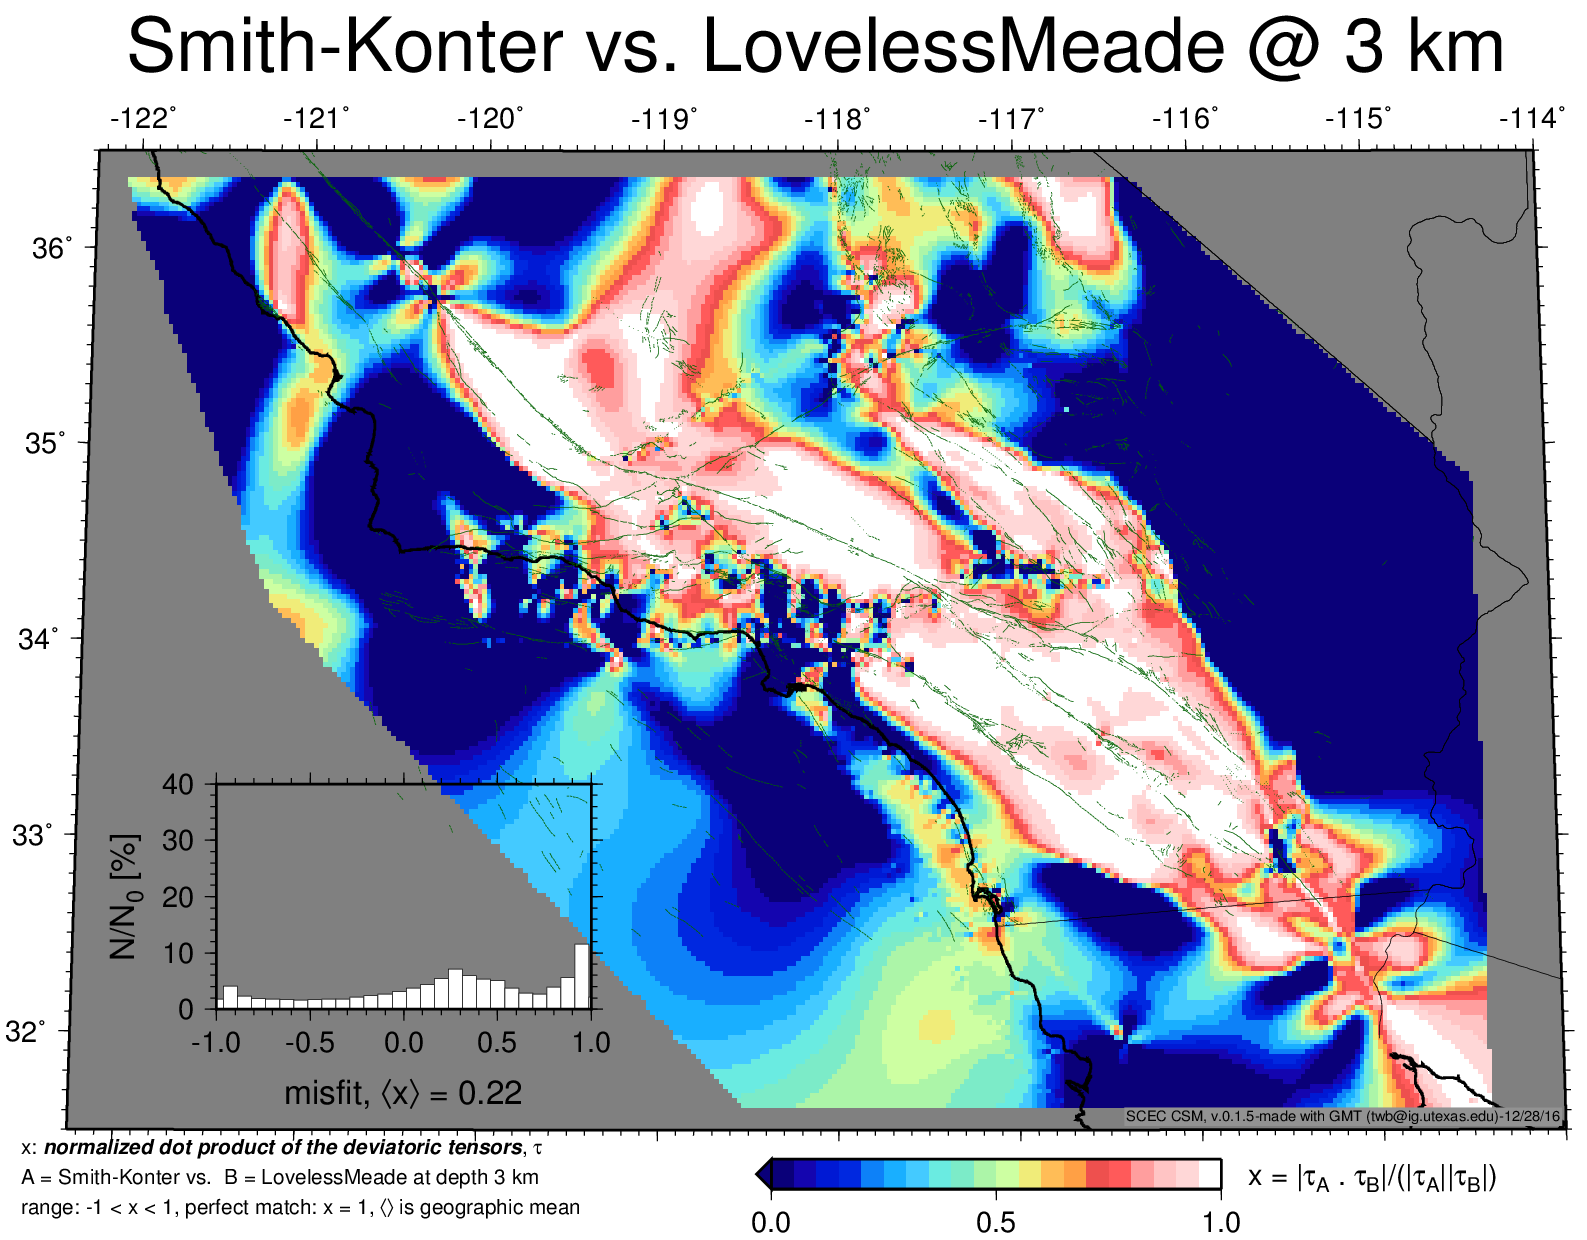 Smith-Konter vs. LovelessMeade @ 3 km
-122˚ -121˚ -120˚ -119˚ -118˚ -117˚ -116˚ -115˚ -114˚
36˚
35˚
34˚
33˚
32˚
40
30
20
10
0
N/N0 [%]
-1.0 -0.5 0.0 0.5 1.0
misfit, ⟨x⟩ = 0.22
SCEC CSM, v.0.1.5-made with GMT (twb@ig.utexas.edu)-12/28/16
x: normalized dot product of the deviatoric tensors, τ
A = Smith-Konter vs. B = LovelessMeade at depth 3 km
range: -1 < x < 1, perfect match: x = 1, ⟨⟩ is geographic mean
x = |τA . τB|/(|τA||τB|)
0.0 0.5 1.0